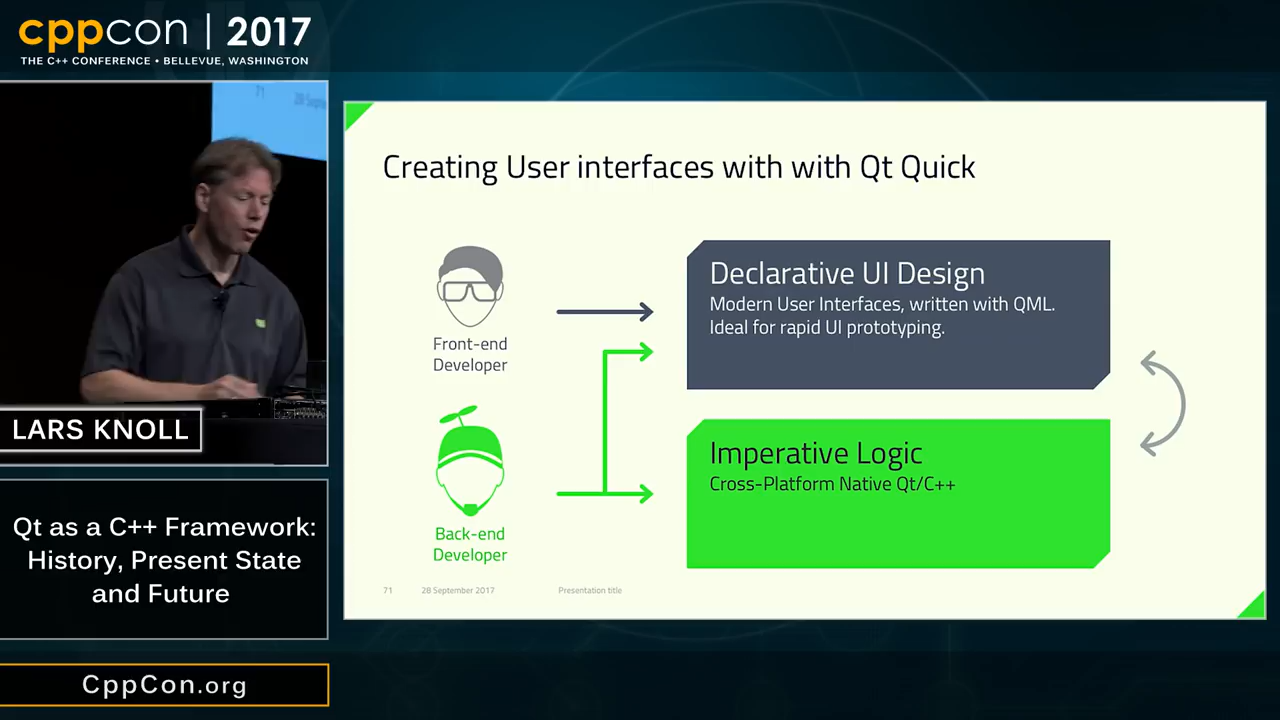 cppcon | 2017
THE C++ CONFERENCE • BELLEVUE, WASHINGTON
71
LARS KNOLL
Qt as a C++ Framework:
History, Present State
and Future
CppCon.org
Creating User interfaces with with Qt Quick
Front-end
Developer
Declarative UI Design
Modern User Interfaces, written with QML.
Ideal for rapid UI prototyping.
Back-end
Developer
Imperative Logic
Cross-Platform Native Qt/C++
71
28 September 2017
Presentation title